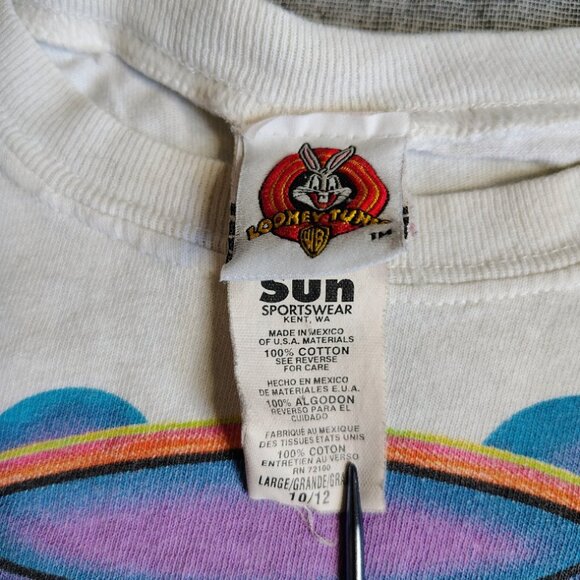 LOONEY TUNES
WB
TM
Sun
SPORTSWEAR
KENT, WA
MADE IN MEXICO
OF U.S.A. MATERIALS
100% COTTON
SEE REVERSE
FOR CARE
HECHO EN MEXICO
DE MATERIALES E.U.A.
100% ALGODON
REVERSO PARA EL
CUIDADO
FABRIQUÉ AU MEXIQUE
DES TISSUES ETATS UNIS
100% COTON
ENTRETIEN AU VERSO
RN 72160
LARGE/GRANDE/GRA
10/12